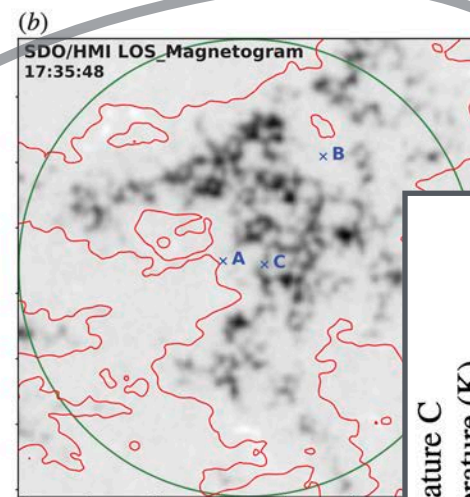 (b)
SDO/HMI LOS_Magnetogram
17:35:48
B
A
C
ature C
rature (K)